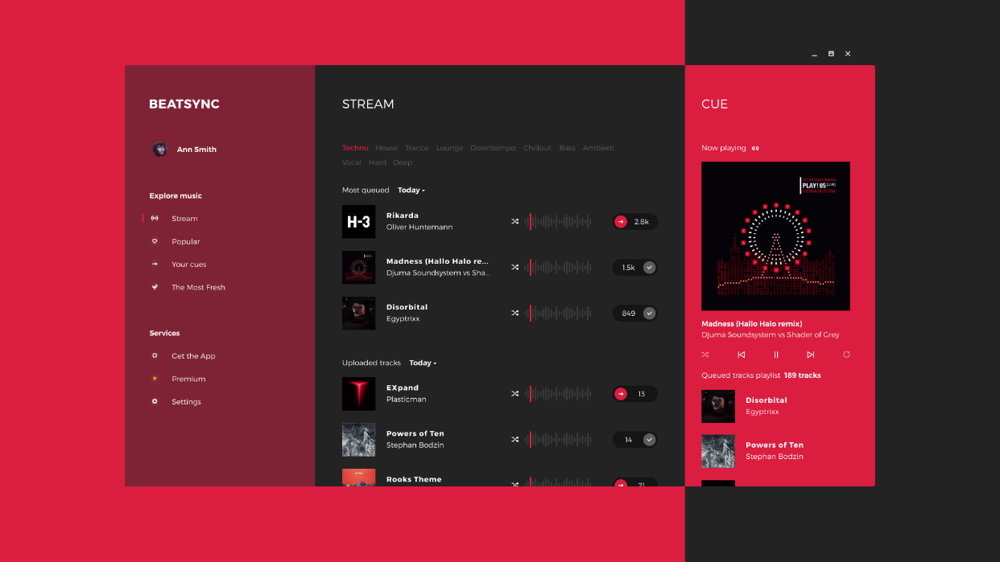 BEATSYNC
Ann Smith
Explore music
Stream
Popular
Your cues
The Most Fresh
Services
Get the App
Premium
Settings
STREAM
Techno House Trance Lounge Downtempo Chillout Bass Ambient
Vocal Hard Deep
Most queued Today
H-3
Rikarda
Oliver Huntemann
2.8k
Madness (Hallo Halo re...
Djuma Soundsystem vs Sha...
1.5k
Disorbital
Egyptrixx
849
Uploaded tracks Today
EXpand
Plasticman
13
Powers of Ten
Stephan Bodzin
14
Rooks Theme
21
CUE
Now playing
OLIVER HUNTEMANN
PLAY! 05 [LIVE]
Madness (Hallo Halo remix)
Djuma Soundsystem vs Shader of Grey
Queued tracks playlist 189 tracks
Disorbital
Egyptrixx
Powers of Ten
Stephan Bodzin